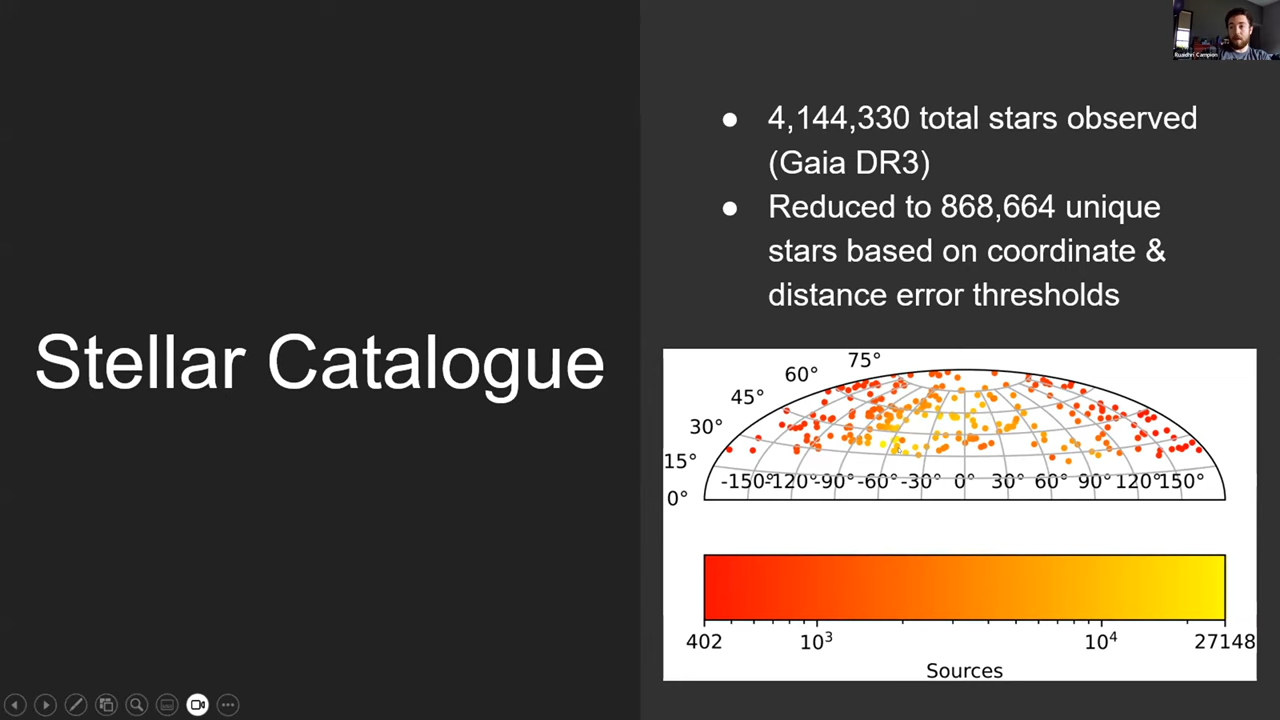 Ruaidhrí Campion
4,144,330 total stars observed
(Gaia DR3)
Reduced to 868,664 unique
stars based on coordinate &
distance error thresholds
Stellar Catalogue
75°
60°
45°
30°
15°
0°
-150° -120° -90° -60° -30° 0° 30° 60° 90° 120° 150°
402 10³ 10⁴ 27148
Sources